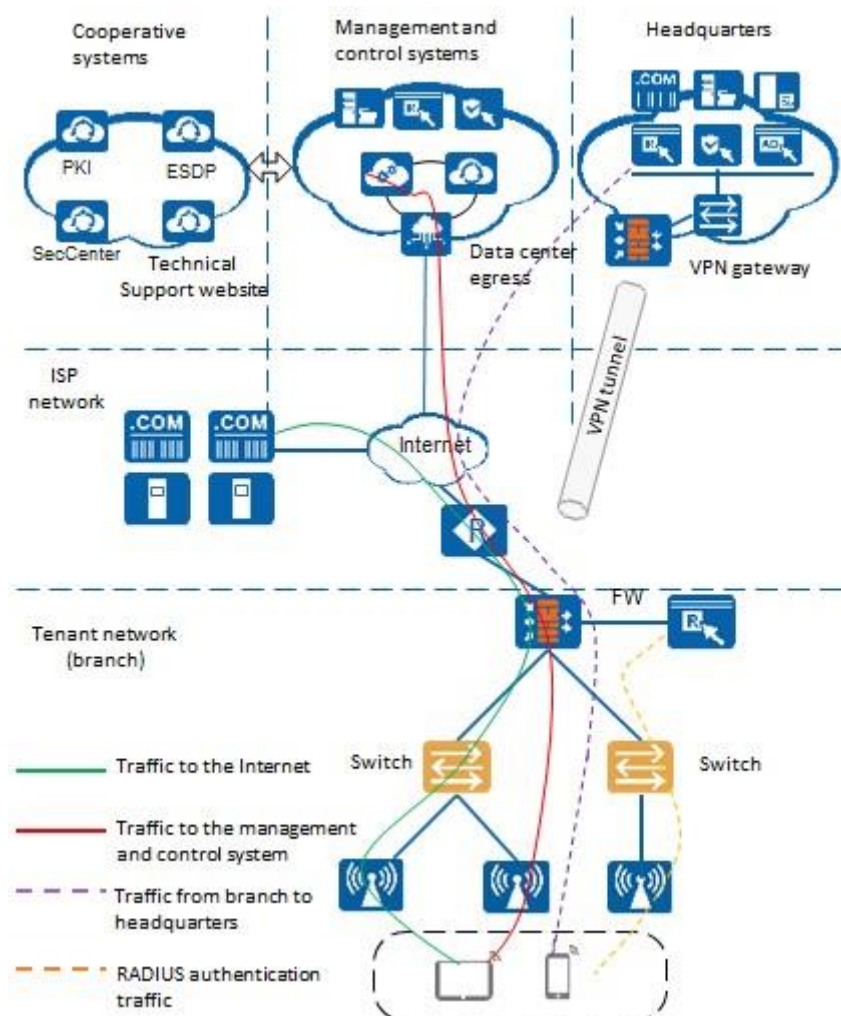 Cooperative
systems
Management and
control systems
Headquarters
.COM
R
R
AD
PKI
ESDP
SecCenter
Technical
Support website
Data center
egress
VPN gateway
ISP
network
.COM
.COM
Internet
VPN tunnel
R
FW
R
Tenant network
(branch)
Switch
Switch
Traffic to the Internet
Traffic to the management
and control system
Traffic from branch to
headquarters
RADIUS authentication
traffic